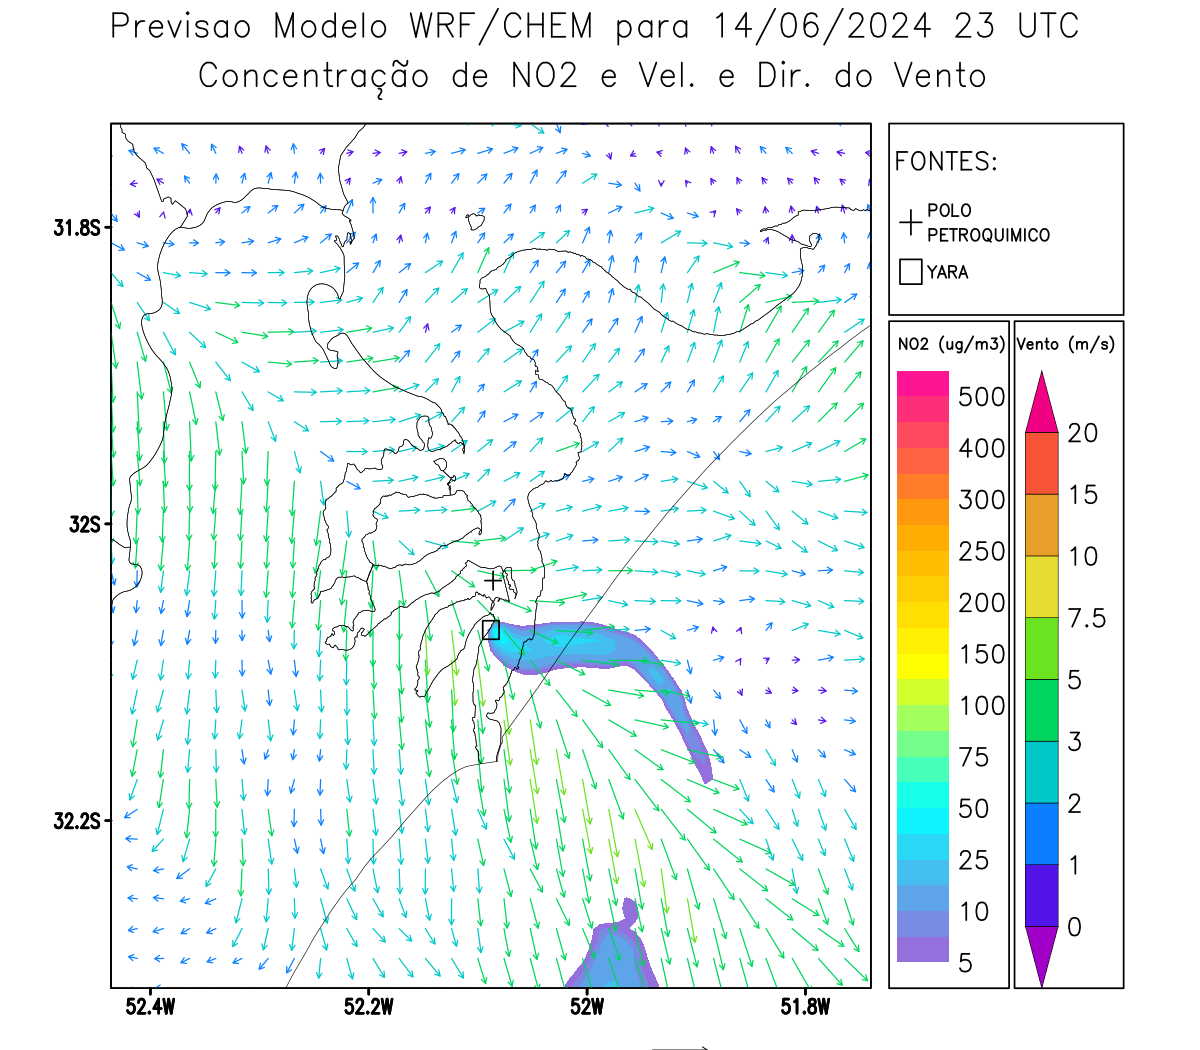 Previsao Modelo WRF/CHEM para 14/06/2024 23 UTC
Concentração de NO2 e Vel. e Dir. do Vento
FONTES:
POLO
PETROQUIMICO
YARA
NO2 (ug/m3)
500
400
300
250
200
150
100
75
50
25
10
5
Vento (m/s)
20
15
10
7.5
5
3
2
1
0
31.8S
32S
32.2S
52.4W
52.2W
52W
51.8W